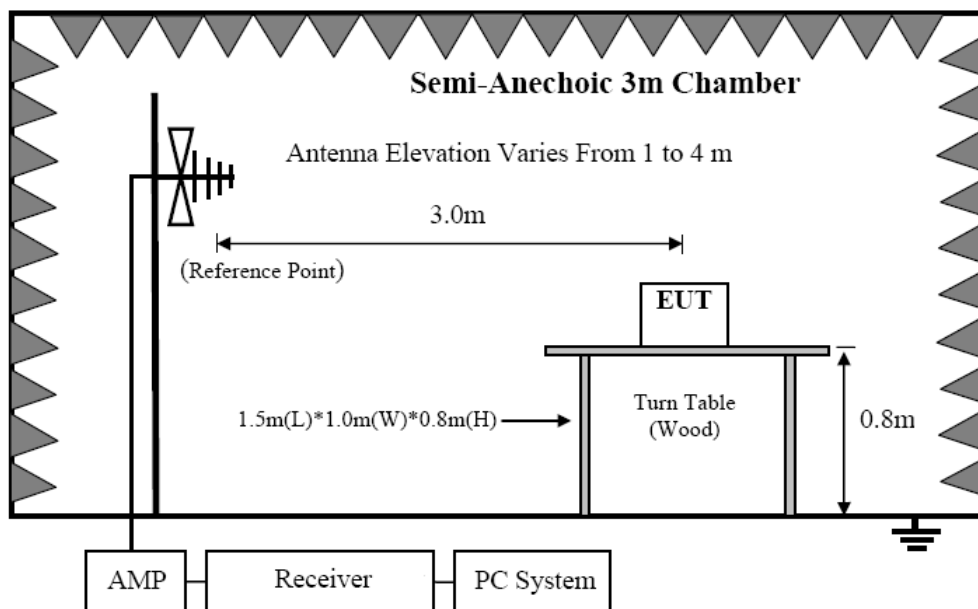 Semi-Anechoic 3m Chamber
Antenna Elevation Varies From 1 to 4 m
3.0m
(Reference Point)
EUT
1.5m(L)*1.0m(W)*0.8m(H)
Turn Table
(Wood)
0.8m
AMP
Receiver
PC System